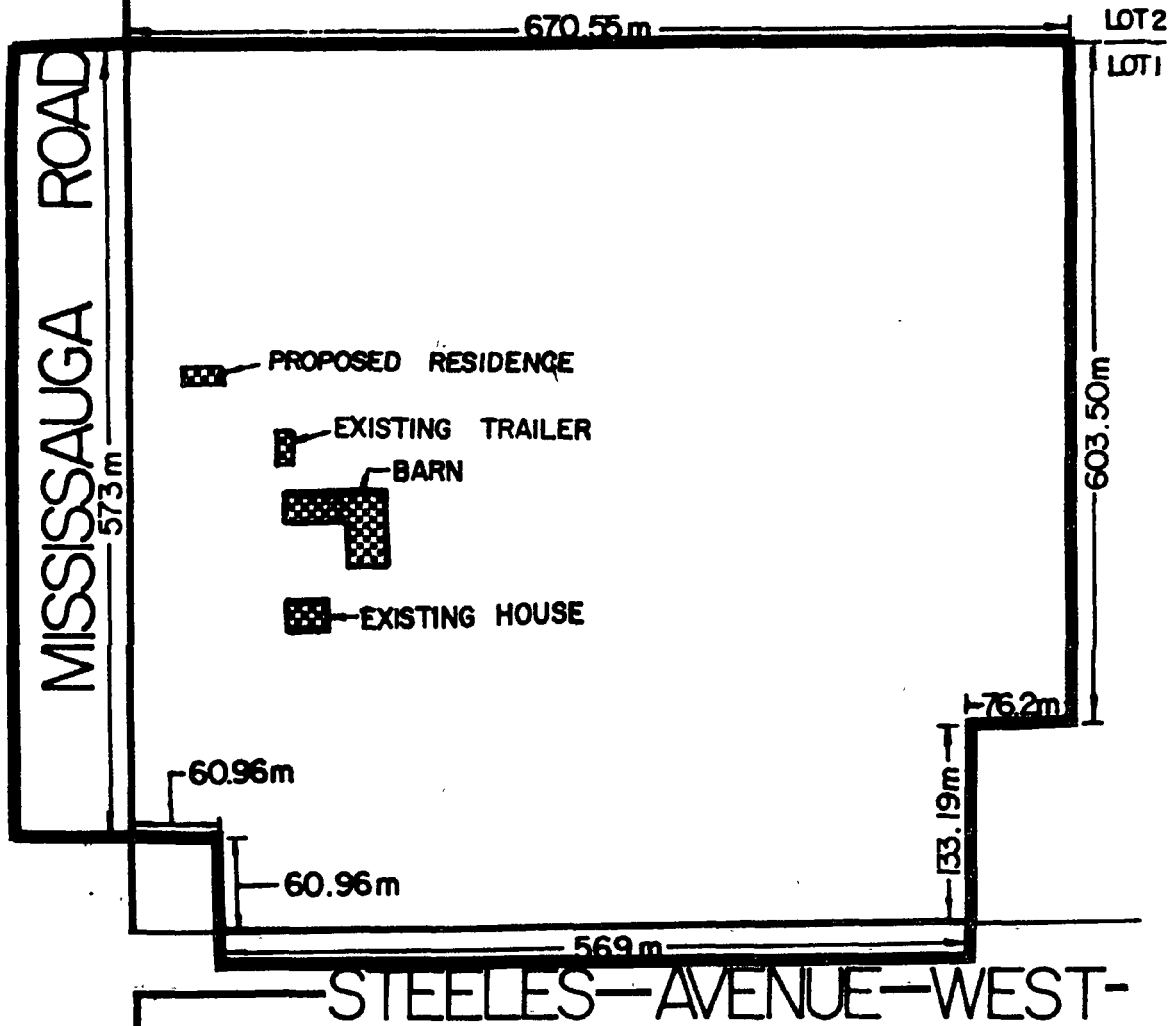 670.55m
LOT 2
LOT 1
MISSISSAUGA ROAD
573m
PROPOSED RESIDENCE
EXISTING TRAILER
BARN
603.50m
EXISTING HOUSE
76.2m
60.96m
133.19m
60.96m
569m
STEELES AVENUE WEST